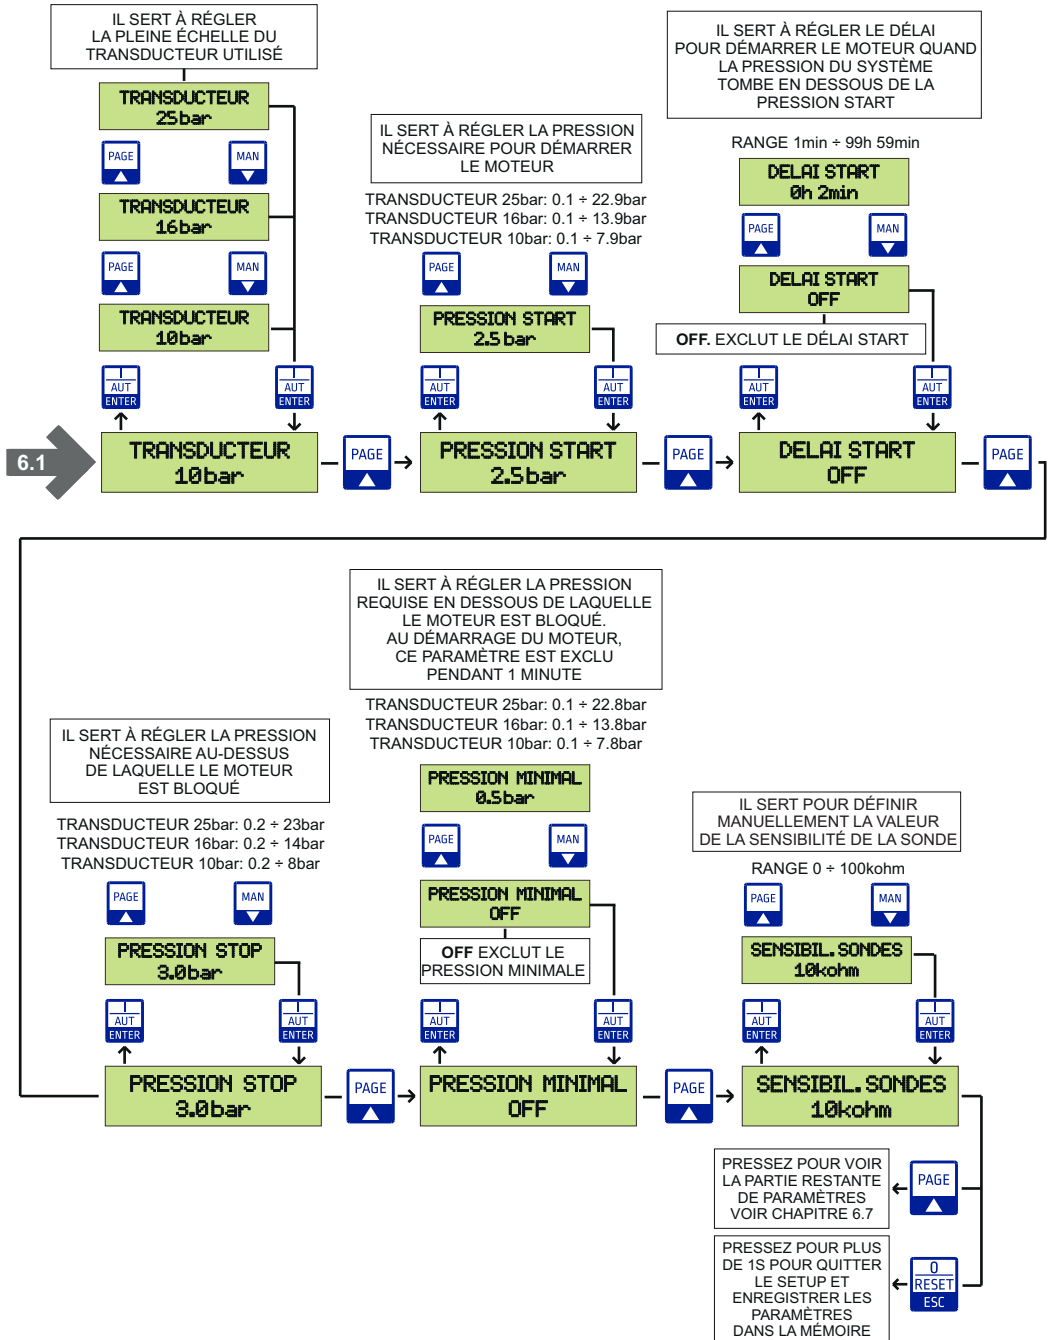 IL SERT À RÉGLER
LA PLEINE ÉCHELLE DU
TRANSDUCTEUR UTILISÉ
TRANSDUCTEUR
25bar
PAGE
MAN
TRANSDUCTEUR
16bar
PAGE
MAN
TRANSDUCTEUR
10bar
I
AUT
ENTER
I
AUT
ENTER
6.1
TRANSDUCTEUR
10bar
PAGE
IL SERT À RÉGLER LA PRESSION
NÉCESSAIRE POUR DÉMARRER
LE MOTEUR
TRANSDUCTEUR 25bar: 0.1 ÷ 22.9bar
TRANSDUCTEUR 16bar: 0.1 ÷ 13.9bar
TRANSDUCTEUR 10bar: 0.1 ÷ 7.9bar
PAGE
MAN
PRESSION START
2.5 bar
I
AUT
ENTER
I
AUT
ENTER
PRESSION START
2.5bar
PAGE
IL SERT À RÉGLER LE DÉLAI
POUR DÉMARRER LE MOTEUR QUAND
LA PRESSION DU SYSTÈME
TOMBE EN DESSOUS DE LA
PRESSION START
RANGE 1min ÷ 99h 59min
DELAI START
0h 2min
PAGE
MAN
DELAI START
OFF
OFF. EXCLUT LE DÉLAI START
I
AUT
ENTER
I
AUT
ENTER
DELAI START
OFF
PAGE
IL SERT À RÉGLER LA PRESSION
NÉCESSAIRE AU-DESSUS
DE LAQUELLE LE MOTEUR
EST BLOQUÉ
TRANSDUCTEUR 25bar: 0.2 ÷ 23bar
TRANSDUCTEUR 16bar: 0.2 ÷ 14bar
TRANSDUCTEUR 10bar: 0.2 ÷ 8bar
PAGE
MAN
PRESSION STOP
3.0bar
I
AUT
ENTER
I
AUT
ENTER
PRESSION STOP
3.0bar
PAGE
IL SERT À RÉGLER LA PRESSION
REQUISE EN DESSOUS DE LAQUELLE
LE MOTEUR EST BLOQUÉ.
AU DÉMARRAGE DU MOTEUR,
CE PARAMÈTRE EST EXCLU
PENDANT 1 MINUTE
TRANSDUCTEUR 25bar: 0.1 ÷ 22.8bar
TRANSDUCTEUR 16bar: 0.1 ÷ 13.8bar
TRANSDUCTEUR 10bar: 0.1 ÷ 7.8bar
PRESSION MINIMAL
0.5bar
PAGE
MAN
PRESSION MINIMAL
OFF
OFF EXCLUT LE
PRESSION MINIMALE
I
AUT
ENTER
I
AUT
ENTER
PRESSION MINIMAL
OFF
PAGE
IL SERT POUR DÉFINIR
MANUELLEMENT LA VALEUR
DE LA SENSIBILITÉ DE LA SONDE
RANGE 0 ÷ 100kohm
PAGE
MAN
SENSIBIL.SONDES
10kohm
I
AUT
ENTER
I
AUT
ENTER
SENSIBIL.SONDES
10kohm
PRESSEZ POUR VOIR
LA PARTIE RESTANTE
DE PARAMÈTRES
VOIR CHAPITRE 6.7
PAGE
PRESSEZ POUR PLUS
DE 1S POUR QUITTER
LE SETUP ET
ENREGISTRER LES
PARAMÈTRES
DANS LA MÉMOIRE
0
RESET
ESC